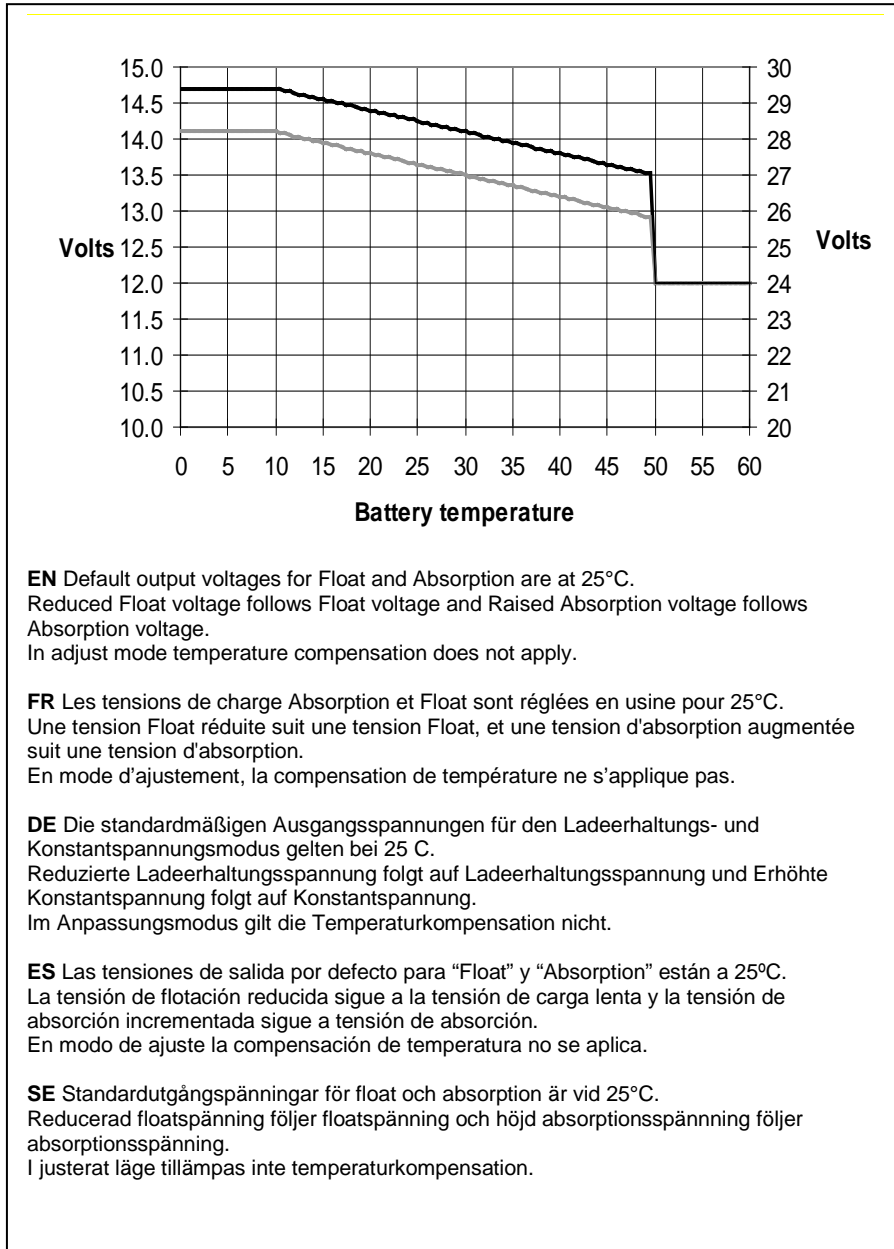 15.0 30
14.5 29
14.0 28
13.5 27
13.0 26
Volts 12.5 25 Volts
12.0 24
11.5 23
11.0 22
10.5 21
10.0 20
0 5 10 15 20 25 30 35 40 45 50 55 60
Battery temperature
EN Default output voltages for Float and Absorption are at 25°C.
Reduced Float voltage follows Float voltage and Raised Absorption voltage follows
Absorption voltage.
In adjust mode temperature compensation does not apply.
FR Les tensions de charge Absorption et Float sont réglées en usine pour 25°C.
Une tension Float réduite suit une tension Float, et une tension d'absorption augmentée
suit une tension d'absorption.
En mode d’ajustement, la compensation de température ne s’applique pas.
DE Die standardmäßigen Ausgangsspannungen für den Ladeerhaltungs- und
Konstantspannungsmodus gelten bei 25 C.
Reduzierte Ladeerhaltungsspannung folgt auf Ladeerhaltungsspannung und Erhöhte
Konstantspannung folgt auf Konstantspannung.
Im Anpassungsmodus gilt die Temperaturkompensation nicht.
ES Las tensiones de salida por defecto para “Float” y “Absorption” están a 25ºC.
La tensión de flotación reducida sigue a la tensión de carga lenta y la tensión de
absorción incrementada sigue a tensión de absorción.
En modo de ajuste la compensación de temperatura no se aplica.
SE Standardutgångspänningar för float och absorption är vid 25°C.
Reducerad floatspänning följer floatspänning och höjd absorptionsspännning följer
absorptionsspänning.
I justerat läge tillämpas inte temperaturkompensation.